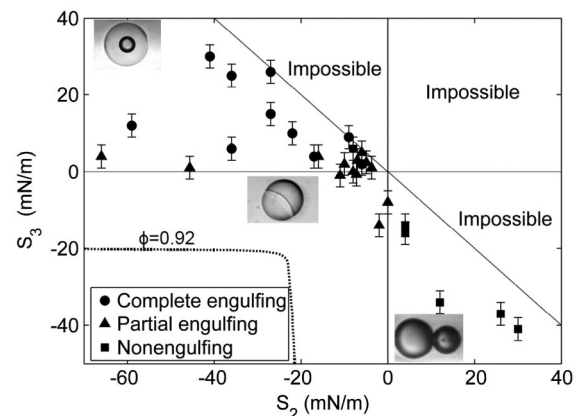 40
20
0
-20
-40
S3 (mN/m)
Impossible
Impossible
Impossible
ϕ=0.92
Complete engulfing
Partial engulfing
Nonengulfing
-60 -40 -20 0 20 40
S2 (mN/m)